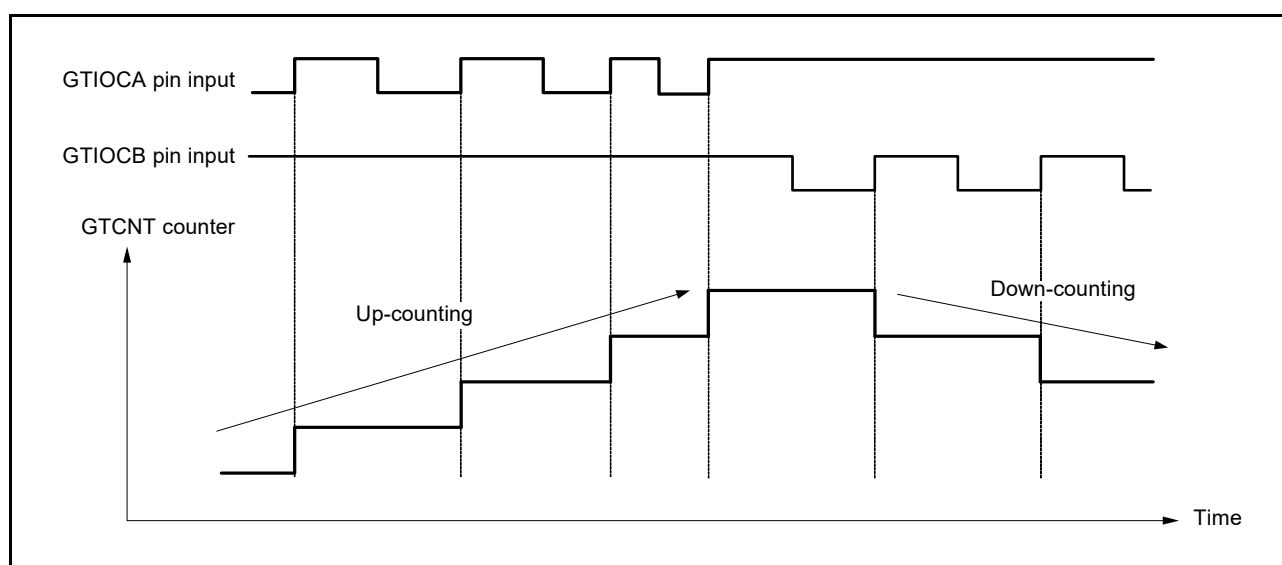 GTIOCA pin input
GTIOCB pin input
GTCNT counter
Up-counting
Down-counting
Time